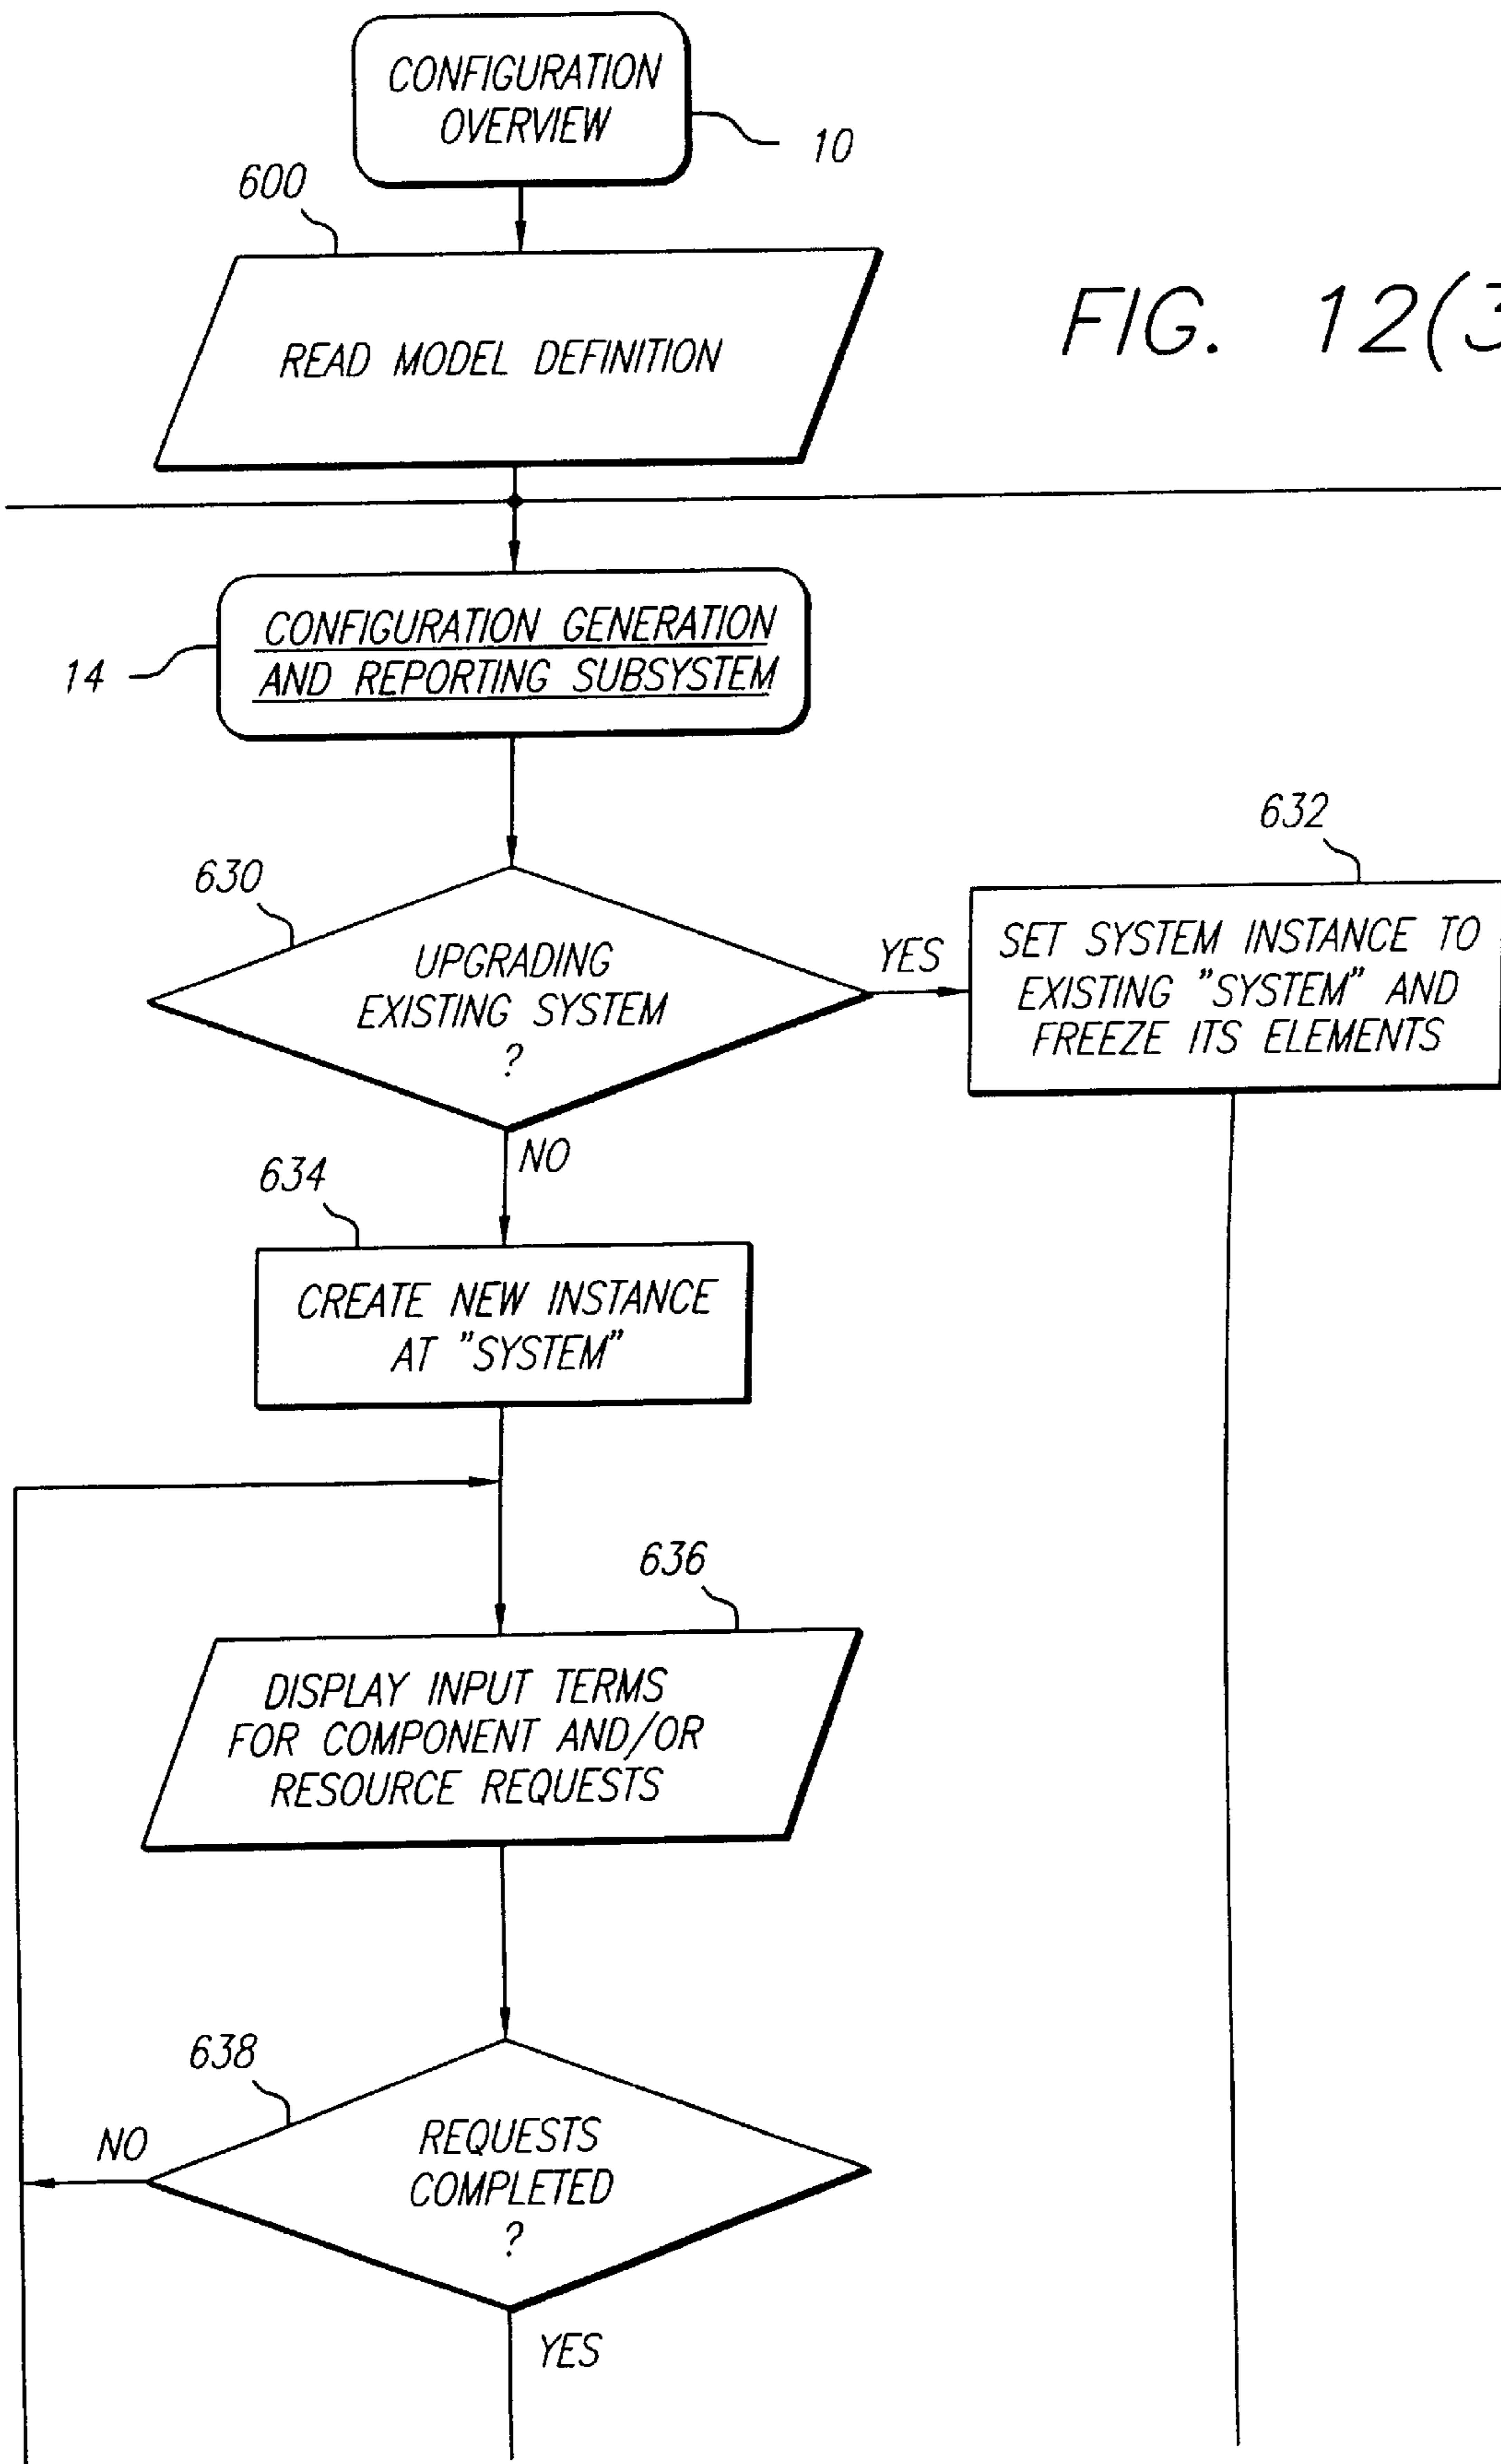 CONFIGURATION
OVERVIEW
10
600
READ MODEL DEFINITION
FIG. 12(3
CONFIGURATION GENERATION
AND REPORTING SUBSYSTEM
14
630
UPGRADING
EXISTING SYSTEM
?
YES
632
SET SYSTEM INSTANCE TO
EXISTING "SYSTEM" AND
FREEZE ITS ELEMENTS
NO
634
CREATE NEW INSTANCE
AT "SYSTEM"
636
DISPLAY INPUT TERMS
FOR COMPONENT AND/OR
RESOURCE REQUESTS
638
NO
REQUESTS
COMPLETED
?
YES